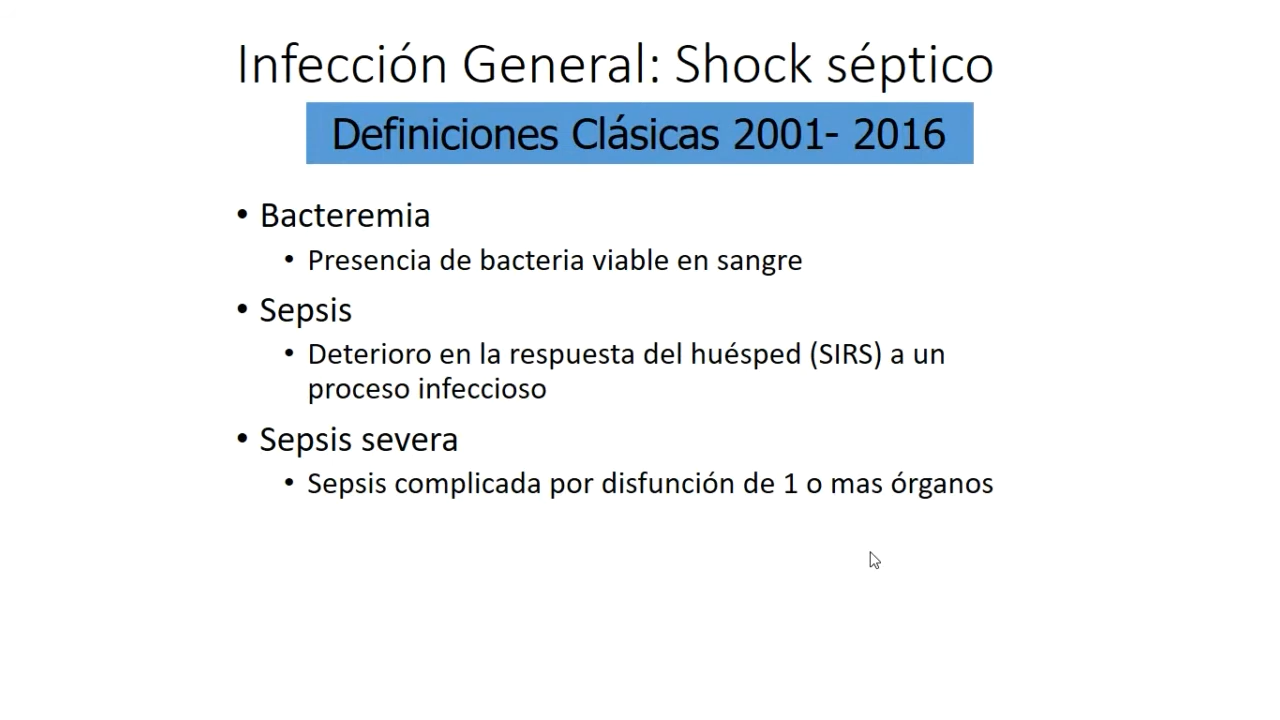 Infección General: Shock séptico
Definiciones Clásicas 2001- 2016
• Bacteremia
• Presencia de bacteria viable en sangre
• Sepsis
• Deterioro en la respuesta del huésped (SIRS) a un
proceso infeccioso
• Sepsis severa
• Sepsis complicada por disfunción de 1 o mas órganos